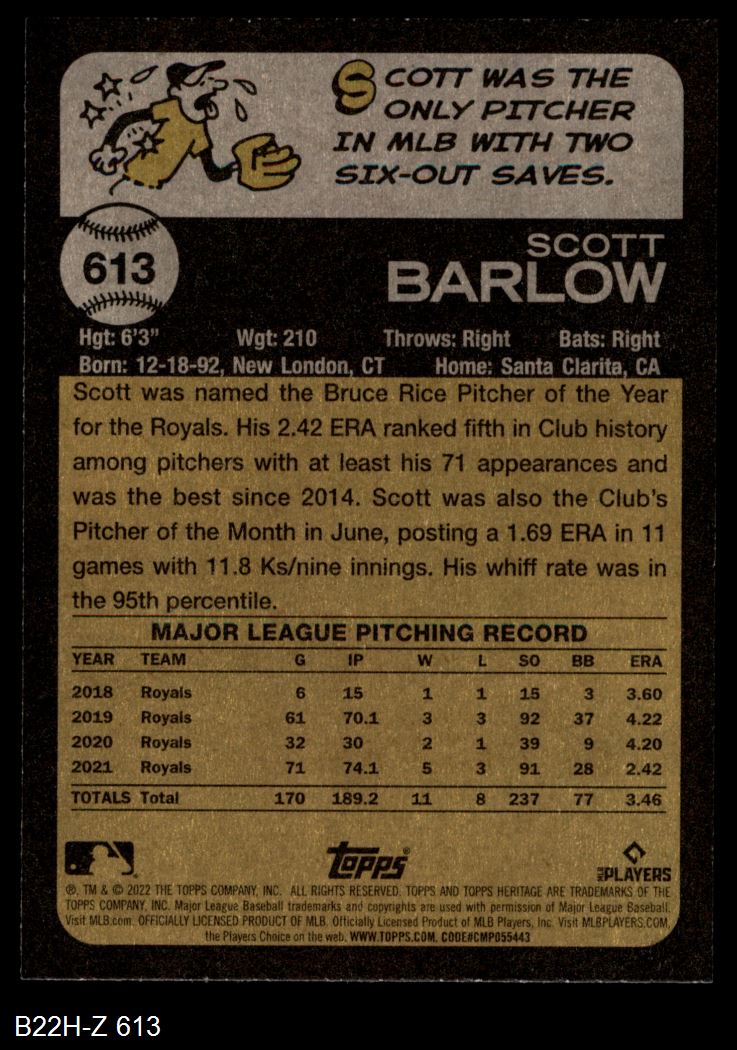 SCOTT WAS THE
ONLY PITCHER
IN MLB WITH TWO
SIX-OUT SAVES.
613
SCOTT
BARLOW
Hgt: 6'3" Wgt: 210 Throws: Right Bats: Right
Born: 12-18-92, New London, CT Home: Santa Clarita, CA
Scott was named the Bruce Rice Pitcher of the Year
for the Royals. His 2.42 ERA ranked fifth in Club history
among pitchers with at least his 71 appearances and
was the best since 2014. Scott was also the Club's
Pitcher of the Month in June, posting a 1.69 ERA in 11
games with 11.8 Ks/nine innings. His whiff rate was in
the 95th percentile.
MAJOR LEAGUE PITCHING RECORD
YEAR TEAM G IP W L SO BB ERA
2018 Royals 6 15 1 1 15 3 3.60
2019 Royals 61 70.1 3 3 92 37 4.22
2020 Royals 32 30 2 1 39 9 4.20
2021 Royals 71 74.1 5 3 91 28 2.42
TOTALS Total 170 189.2 11 8 237 77 3.46
Topps®
MLB PLAYERS
®, TM & © 2022 THE TOPPS COMPANY, INC. ALL RIGHTS RESERVED. TOPPS AND TOPPS HERITAGE ARE TRADEMARKS OF THE
TOPPS COMPANY, INC. Major League Baseball trademarks and copyrights are used with permission of Major League Baseball.
Visit MLB.com. OFFICIALLY LICENSED PRODUCT OF MLB. Officially Licensed Product of MLB Players, Inc. Visit MLBPLAYERS.COM,
the Players Choice on the web. WWW.TOPPS.COM. CODE#CMP055443
B22H-Z 613